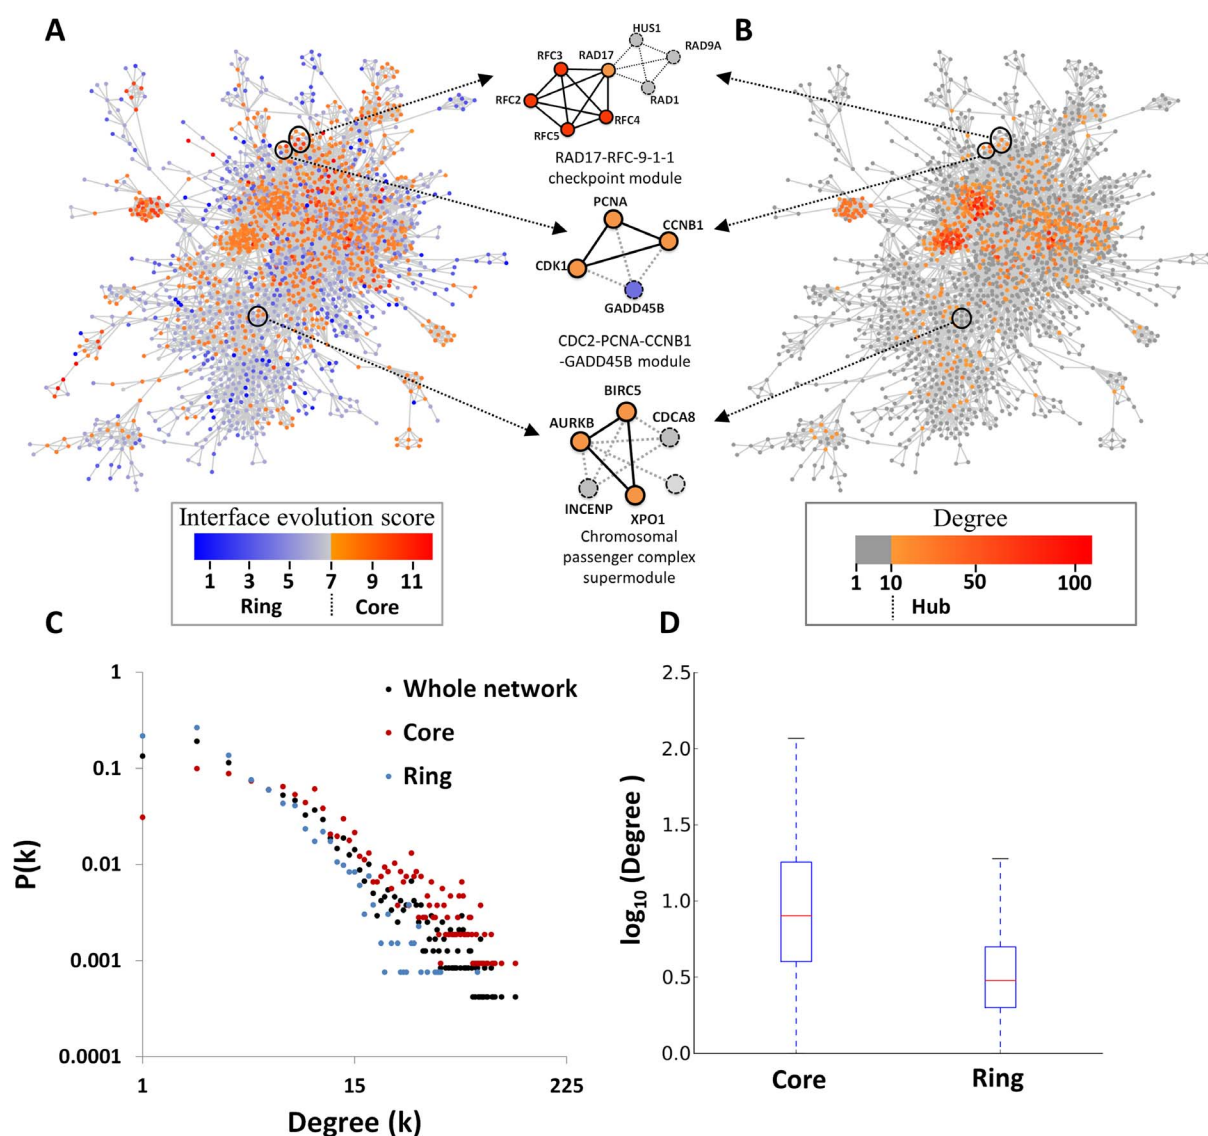 A
B
HUS1
RAD9A
RFC3
RAD17
RAD1
RFC2
RFC4
RFC5
RAD17-RFC-9-1-1
checkpoint module
PCNA
CCNB1
CDK1
GADD45B
CDC2-PCNA-CCNB1
-GADD45B module
BIRC5
CDCA8
AURKB
INCENP
XPO1
Chromosomal
passenger complex
supermodule
Interface evolution score
1 3 5 7 9 11
Ring Core
Degree
1 10 50 100
Hub
C
1
0.1
0.01
0.001
0.0001
P(k)
Whole network
Core
Ring
1 15 225
Degree (k)
D
2.5
2.0
1.5
1.0
0.5
0.0
log10 (Degree )
Core Ring